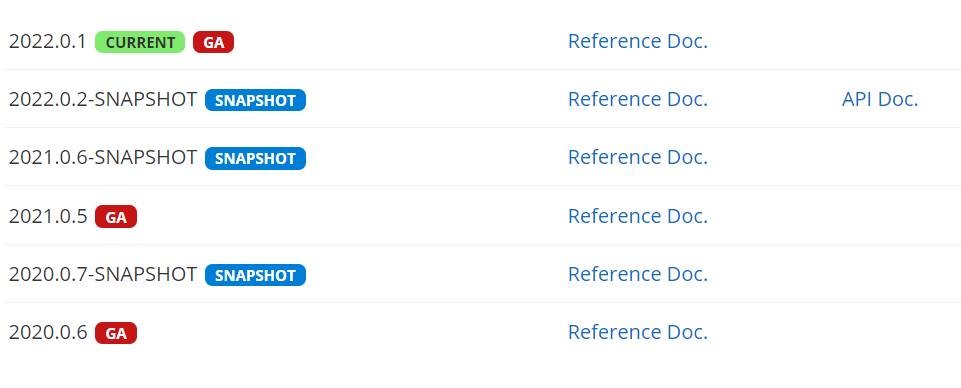 2022.0.1 CURRENT GA Reference Doc.
2022.0.2-SNAPSHOT SNAPSHOT Reference Doc. API Doc.
2021.0.6-SNAPSHOT SNAPSHOT Reference Doc.
2021.0.5 GA Reference Doc.
2020.0.7-SNAPSHOT SNAPSHOT Reference Doc.
2020.0.6 GA Reference Doc.